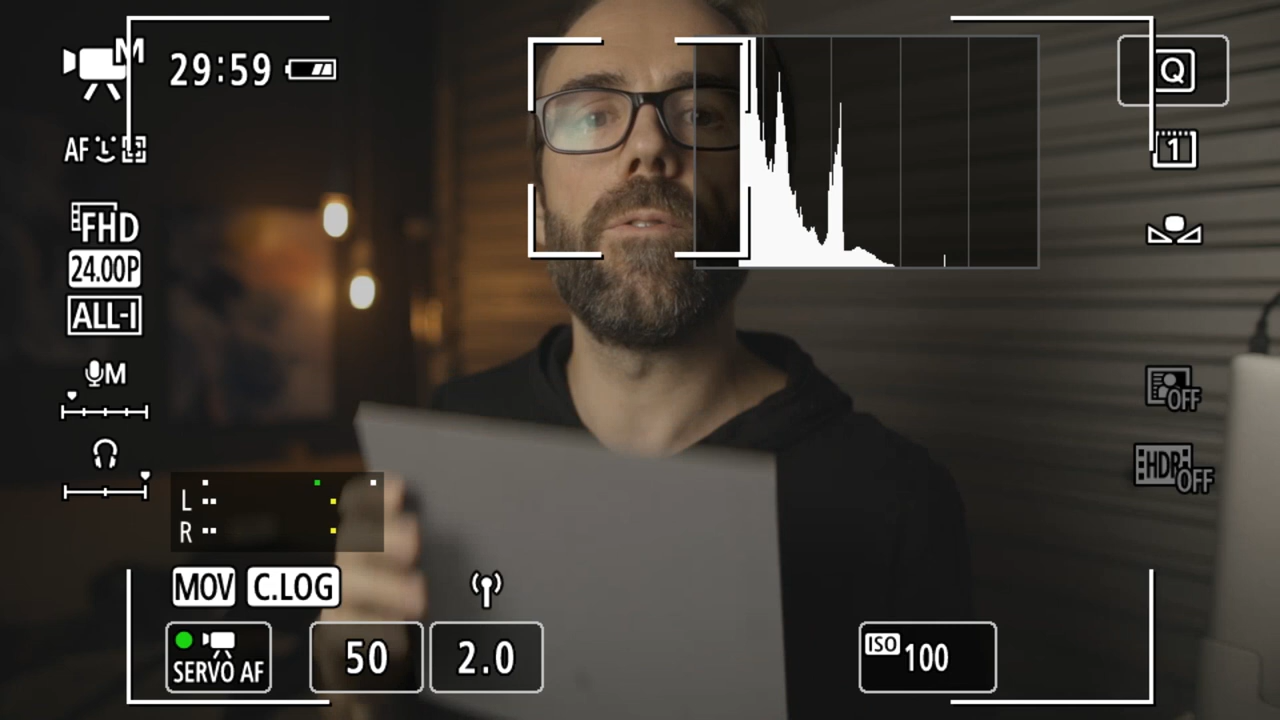 M
29:59
Q
AF
1
FHD
24.00P
ALL-I
M
OFF
HDR OFF
L
R
MOV C.LOG
SERVO AF
50
2.0
ISO 100